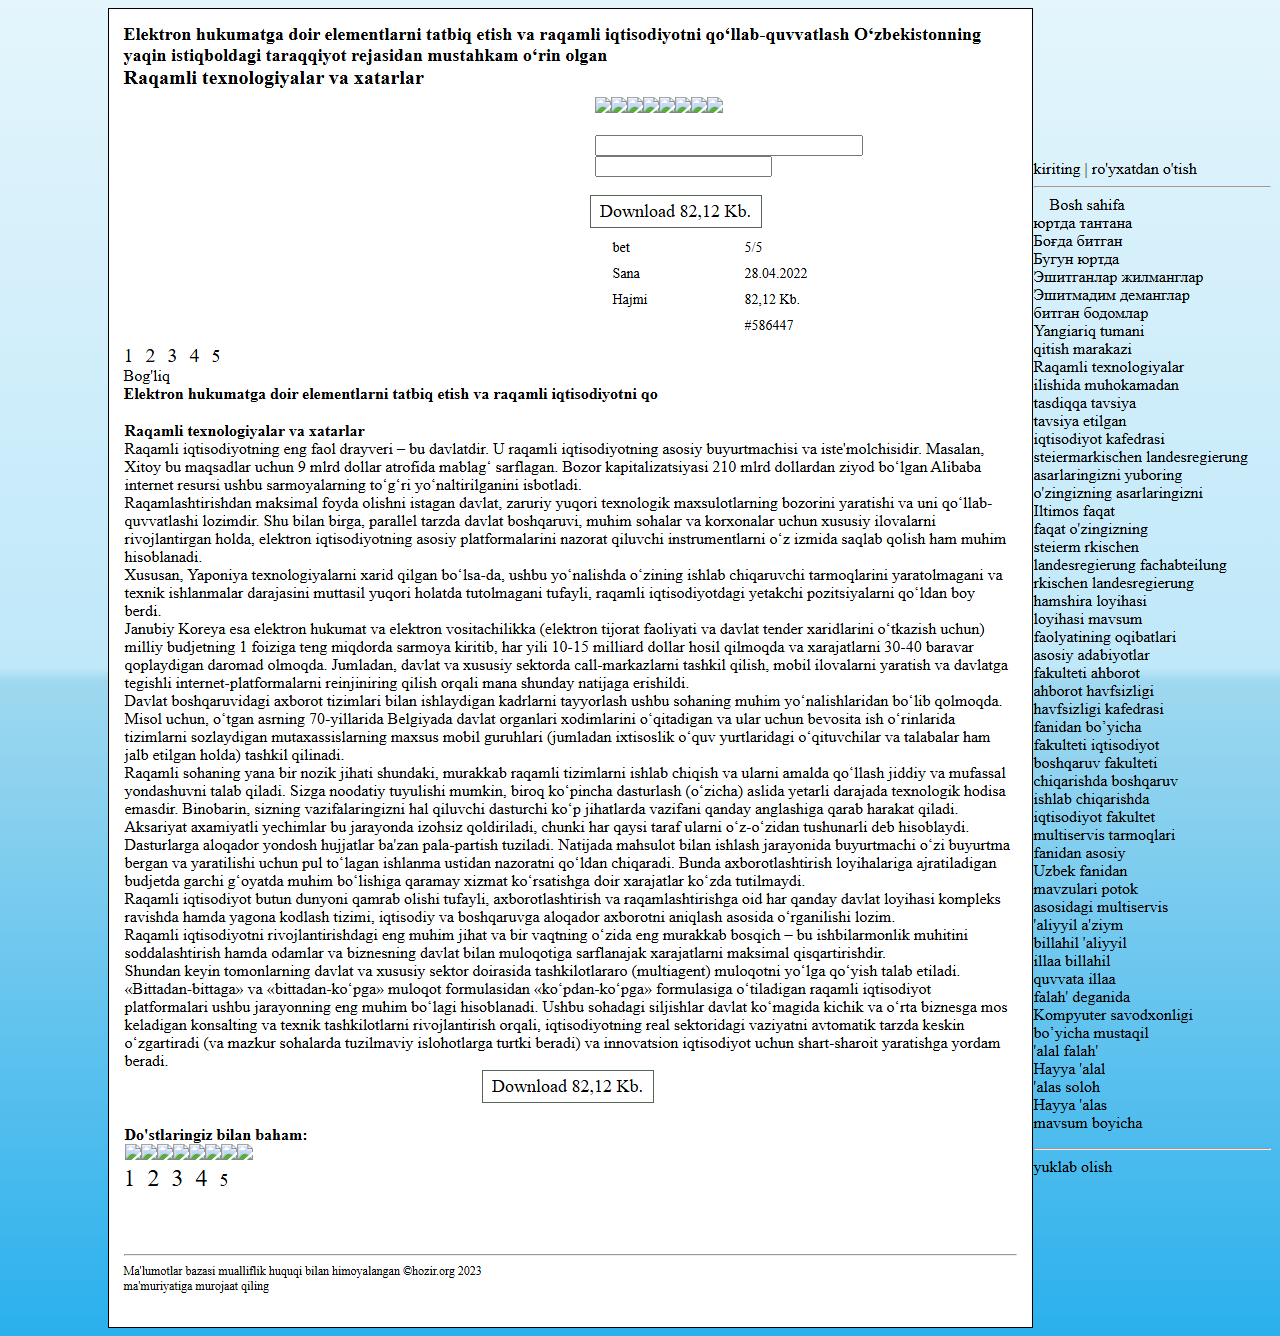 Elektron hukumatga doir elementlarni tatbiq etish va raqamli iqtisodiyotni qo‘llab-quvvatlash O‘zbekistonning
yaqin istiqboldagi taraqqiyot rejasidan mustahkam o‘rin olgan
Raqamli texnologiyalar va xatarlar
Download 82,12 Kb.
bet 5/5
Sana 28.04.2022
Hajmi 82,12 Kb.
#586447
1 2 3 4 5
Bog'liq
Elektron hukumatga doir elementlarni tatbiq etish va raqamli iqtisodiyotni qo
Raqamli texnologiyalar va xatarlar
Raqamli iqtisodiyotning eng faol drayveri – bu davlatdir. U raqamli iqtisodiyotning asosiy buyurtmachisi va iste'molchisidir. Masalan,
Xitoy bu maqsadlar uchun 9 mlrd dollar atrofida mablag‘ sarflagan. Bozor kapitalizatsiyasi 210 mlrd dollardan ziyod bo‘lgan Alibaba
internet resursi ushbu sarmoyalarning to‘g‘ri yo‘naltirilganini isbotladi.
Raqamlashtirishdan maksimal foyda olishni istagan davlat, zaruriy yuqori texnologik maxsulotlarning bozorini yaratishi va uni qo‘llab-
quvvatlashi lozimdir. Shu bilan birga, parallel tarzda davlat boshqaruvi, muhim sohalar va korxonalar uchun xususiy ilovalarni
rivojlantirgan holda, elektron iqtisodiyotning asosiy platformalarini nazorat qiluvchi instrumentlarni o‘z izmida saqlab qolish ham muhim
hisoblanadi.
Xususan, Yaponiya texnologiyalarni xarid qilgan bo‘lsa-da, ushbu yo‘nalishda o‘zining ishlab chiqaruvchi tarmoqlarini yaratolmagani va
texnik ishlanmalar darajasini muttasil yuqori holatda tutolmagani tufayli, raqamli iqtisodiyotdagi yetakchi pozitsiyalarni qo‘ldan boy
berdi.
Janubiy Koreya esa elektron hukumat va elektron vositachilikka (elektron tijorat faoliyati va davlat tender xaridlarini o‘tkazish uchun)
milliy budjetning 1 foiziga teng miqdorda sarmoya kiritib, har yili 10-15 milliard dollar hosil qilmoqda va xarajatlarni 30-40 baravar
qoplaydigan daromad olmoqda. Jumladan, davlat va xususiy sektorda call-markazlarni tashkil qilish, mobil ilovalarni yaratish va davlatga
tegishli internet-platformalarni reinjiniring qilish orqali mana shunday natijaga erishildi.
Davlat boshqaruvidagi axborot tizimlari bilan ishlaydigan kadrlarni tayyorlash ushbu sohaning muhim yo‘nalishlaridan bo‘lib qolmoqda.
Misol uchun, o‘tgan asrning 70-yillarida Belgiyada davlat organlari xodimlarini o‘qitadigan va ular uchun bevosita ish o‘rinlarida
tizimlarni sozlaydigan mutaxassislarning maxsus mobil guruhlari (jumladan ixtisoslik o‘quv yurtlaridagi o‘qituvchilar va talabalar ham
jalb etilgan holda) tashkil qilinadi.
Raqamli sohaning yana bir nozik jihati shundaki, murakkab raqamli tizimlarni ishlab chiqish va ularni amalda qo‘llash jiddiy va mufassal
yondashuvni talab qiladi. Sizga noodatiy tuyulishi mumkin, biroq ko‘pincha dasturlash (o‘zicha) aslida yetarli darajada texnologik hodisa
emasdir. Binobarin, sizning vazifalaringizni hal qiluvchi dasturchi ko‘p jihatlarda vazifani qanday anglashiga qarab harakat qiladi.
Aksariyat axamiyatli yechimlar bu jarayonda izohsiz qoldiriladi, chunki har qaysi taraf ularni o‘z-o‘zidan tushunarli deb hisoblaydi.
Dasturlarga aloqador yondosh hujjatlar ba'zan pala-partish tuziladi. Natijada mahsulot bilan ishlash jarayonida buyurtmachi o‘zi buyurtma
bergan va yaratilishi uchun pul to‘lagan ishlanma ustidan nazoratni qo‘ldan chiqaradi. Bunda axborotlashtirish loyihalariga ajratiladigan
budjetda garchi g‘oyatda muhim bo‘lishiga qaramay xizmat ko‘rsatishga doir xarajatlar ko‘zda tutilmaydi.
Raqamli iqtisodiyot butun dunyoni qamrab olishi tufayli, axborotlashtirish va raqamlashtirishga oid har qanday davlat loyihasi kompleks
ravishda hamda yagona kodlash tizimi, iqtisodiy va boshqaruvga aloqador axborotni aniqlash asosida o‘rganilishi lozim.
Raqamli iqtisodiyotni rivojlantirishdagi eng muhim jihat va bir vaqtning o‘zida eng murakkab bosqich – bu ishbilarmonlik muhitini
soddalashtirish hamda odamlar va biznesning davlat bilan muloqotiga sarflanajak xarajatlarni maksimal qisqartirishdir.
Shundan keyin tomonlarning davlat va xususiy sektor doirasida tashkilotlararo (multiagent) muloqotni yo‘lga qo‘yish talab etiladi.
«Bittadan-bittaga» va «bittadan-ko‘pga» muloqot formulasidan «ko‘pdan-ko‘pga» formulasiga o‘tiladigan raqamli iqtisodiyot
platformalari ushbu jarayonning eng muhim bo‘lagi hisoblanadi. Ushbu sohadagi siljishlar davlat ko‘magida kichik va o‘rta biznesga mos
keladigan konsalting va texnik tashkilotlarni rivojlantirish orqali, iqtisodiyotning real sektoridagi vaziyatni avtomatik tarzda keskin
o‘zgartiradi (va mazkur sohalarda tuzilmaviy islohotlarga turtki beradi) va innovatsion iqtisodiyot uchun shart-sharoit yaratishga yordam
beradi.
Download 82,12 Kb.
Do'stlaringiz bilan baham:
1 2 3 4 5
Ma'lumotlar bazasi mualliflik huquqi bilan himoyalangan ©hozir.org 2023
ma'muriyatiga murojaat qiling
kiriting | ro'yxatdan o'tish
Bosh sahifa
юртда тантана
Боғда битган
Бугун юртда
Эшитганлар жилманглар
Эшитмадим деманглар
битган бодомлар
Yangiariq tumani
qitish marakazi
Raqamli texnologiyalar
ilishida muhokamadan
tasdiqqa tavsiya
tavsiya etilgan
iqtisodiyot kafedrasi
steiermarkischen landesregierung
asarlaringizni yuboring
o'zingizning asarlaringizni
Iltimos faqat
faqat o'zingizning
steierm rkischen
landesregierung fachabteilung
rkischen landesregierung
hamshira loyihasi
loyihasi mavsum
faolyatining oqibatlari
asosiy adabiyotlar
fakulteti ahborot
ahborot havfsizligi
havfsizligi kafedrasi
fanidan bo’yicha
fakulteti iqtisodiyot
boshqaruv fakulteti
chiqarishda boshqaruv
ishlab chiqarishda
iqtisodiyot fakultet
multiservis tarmoqlari
fanidan asosiy
Uzbek fanidan
mavzulari potok
asosidagi multiservis
'aliyyil a'ziym
billahil 'aliyyil
illaa billahil
quvvata illaa
falah' deganida
Kompyuter savodxonligi
bo’yicha mustaqil
'alal falah'
Hayya 'alal
'alas soloh
Hayya 'alas
mavsum boyicha
yuklab olish